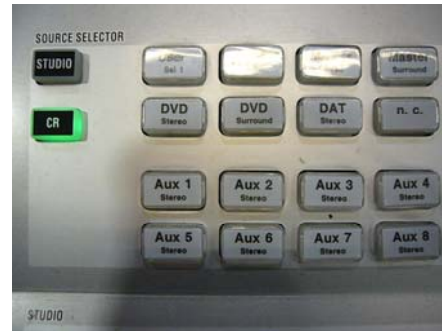 SOURCE SELECTOR
STUDIO
User
Sel 1
Master
Surround
CR
DVD
Stereo
DVD
Surround
DAT
Stereo
n. c.
Aux 1
Stereo
Aux 2
Stereo
Aux 3
Stereo
Aux 4
Stereo
Aux 5
Stereo
Aux 6
Stereo
Aux 7
Stereo
Aux 8
Stereo
STUDIO